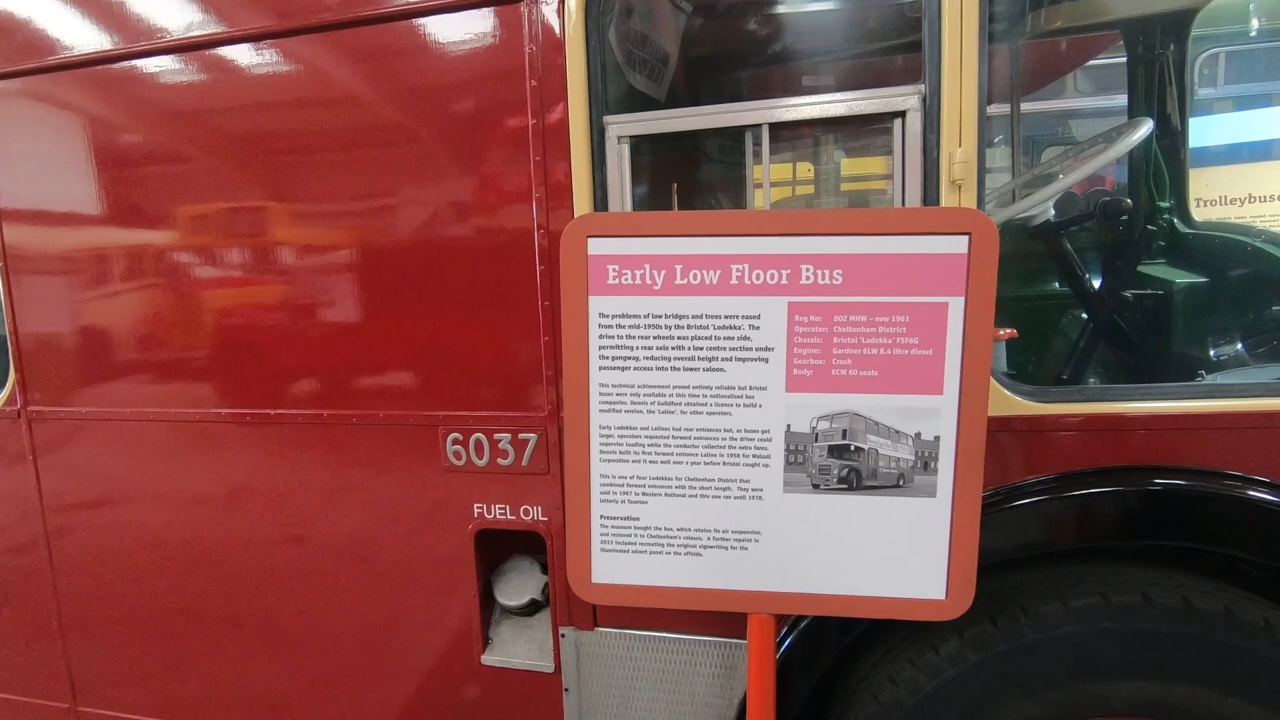 Early Low Floor Bus
The problems of low bridges and trees were eased
from the mid-1950s by the Bristol 'Lodekka'. The
drive to the rear wheels was placed to one side,
permitting a rear axle with a low centre section under
the gangway, reducing overall height and improving
passenger access into the lower saloon.
This technical achievement proved entirely reliable but Bristol
buses were only available at this time to nationalised bus
companies. Dennis of Guildford obtained a licence to build a
modified version, the 'Loline', for other operators.
Early Lodekkas and Lolines had rear entrances but, as buses got
larger, operators requested forward entrances so the driver could
supervise loading while the conductor collected the extra fares.
Dennis built its first forward entrance Loline in 1958 for Walsall
Corporation and it was well over a year before Bristol caught up.
This is one of four Lodekkas for Cheltenham District that
combined forward entrances with the short length. They were
sold in 1967 to Western National and this one ran until 1978,
latterly at Taunton
Preservation
The museum bought the bus, which retains its air suspension,
and restored it to Cheltenham's colours. A further repaint in
2013 included recreating the original signwriting for the
illuminated advert panel on the offside.
Reg No: 802 MHW – new 1961
Operator: Cheltenham District
Chassis: Bristol 'Lodekka' FSF6G
Engine: Gardner 6LW 8.4 litre diesel
Gearbox: Crash
Body: ECW 60 seats
6037
FUEL OIL
Trolleybus